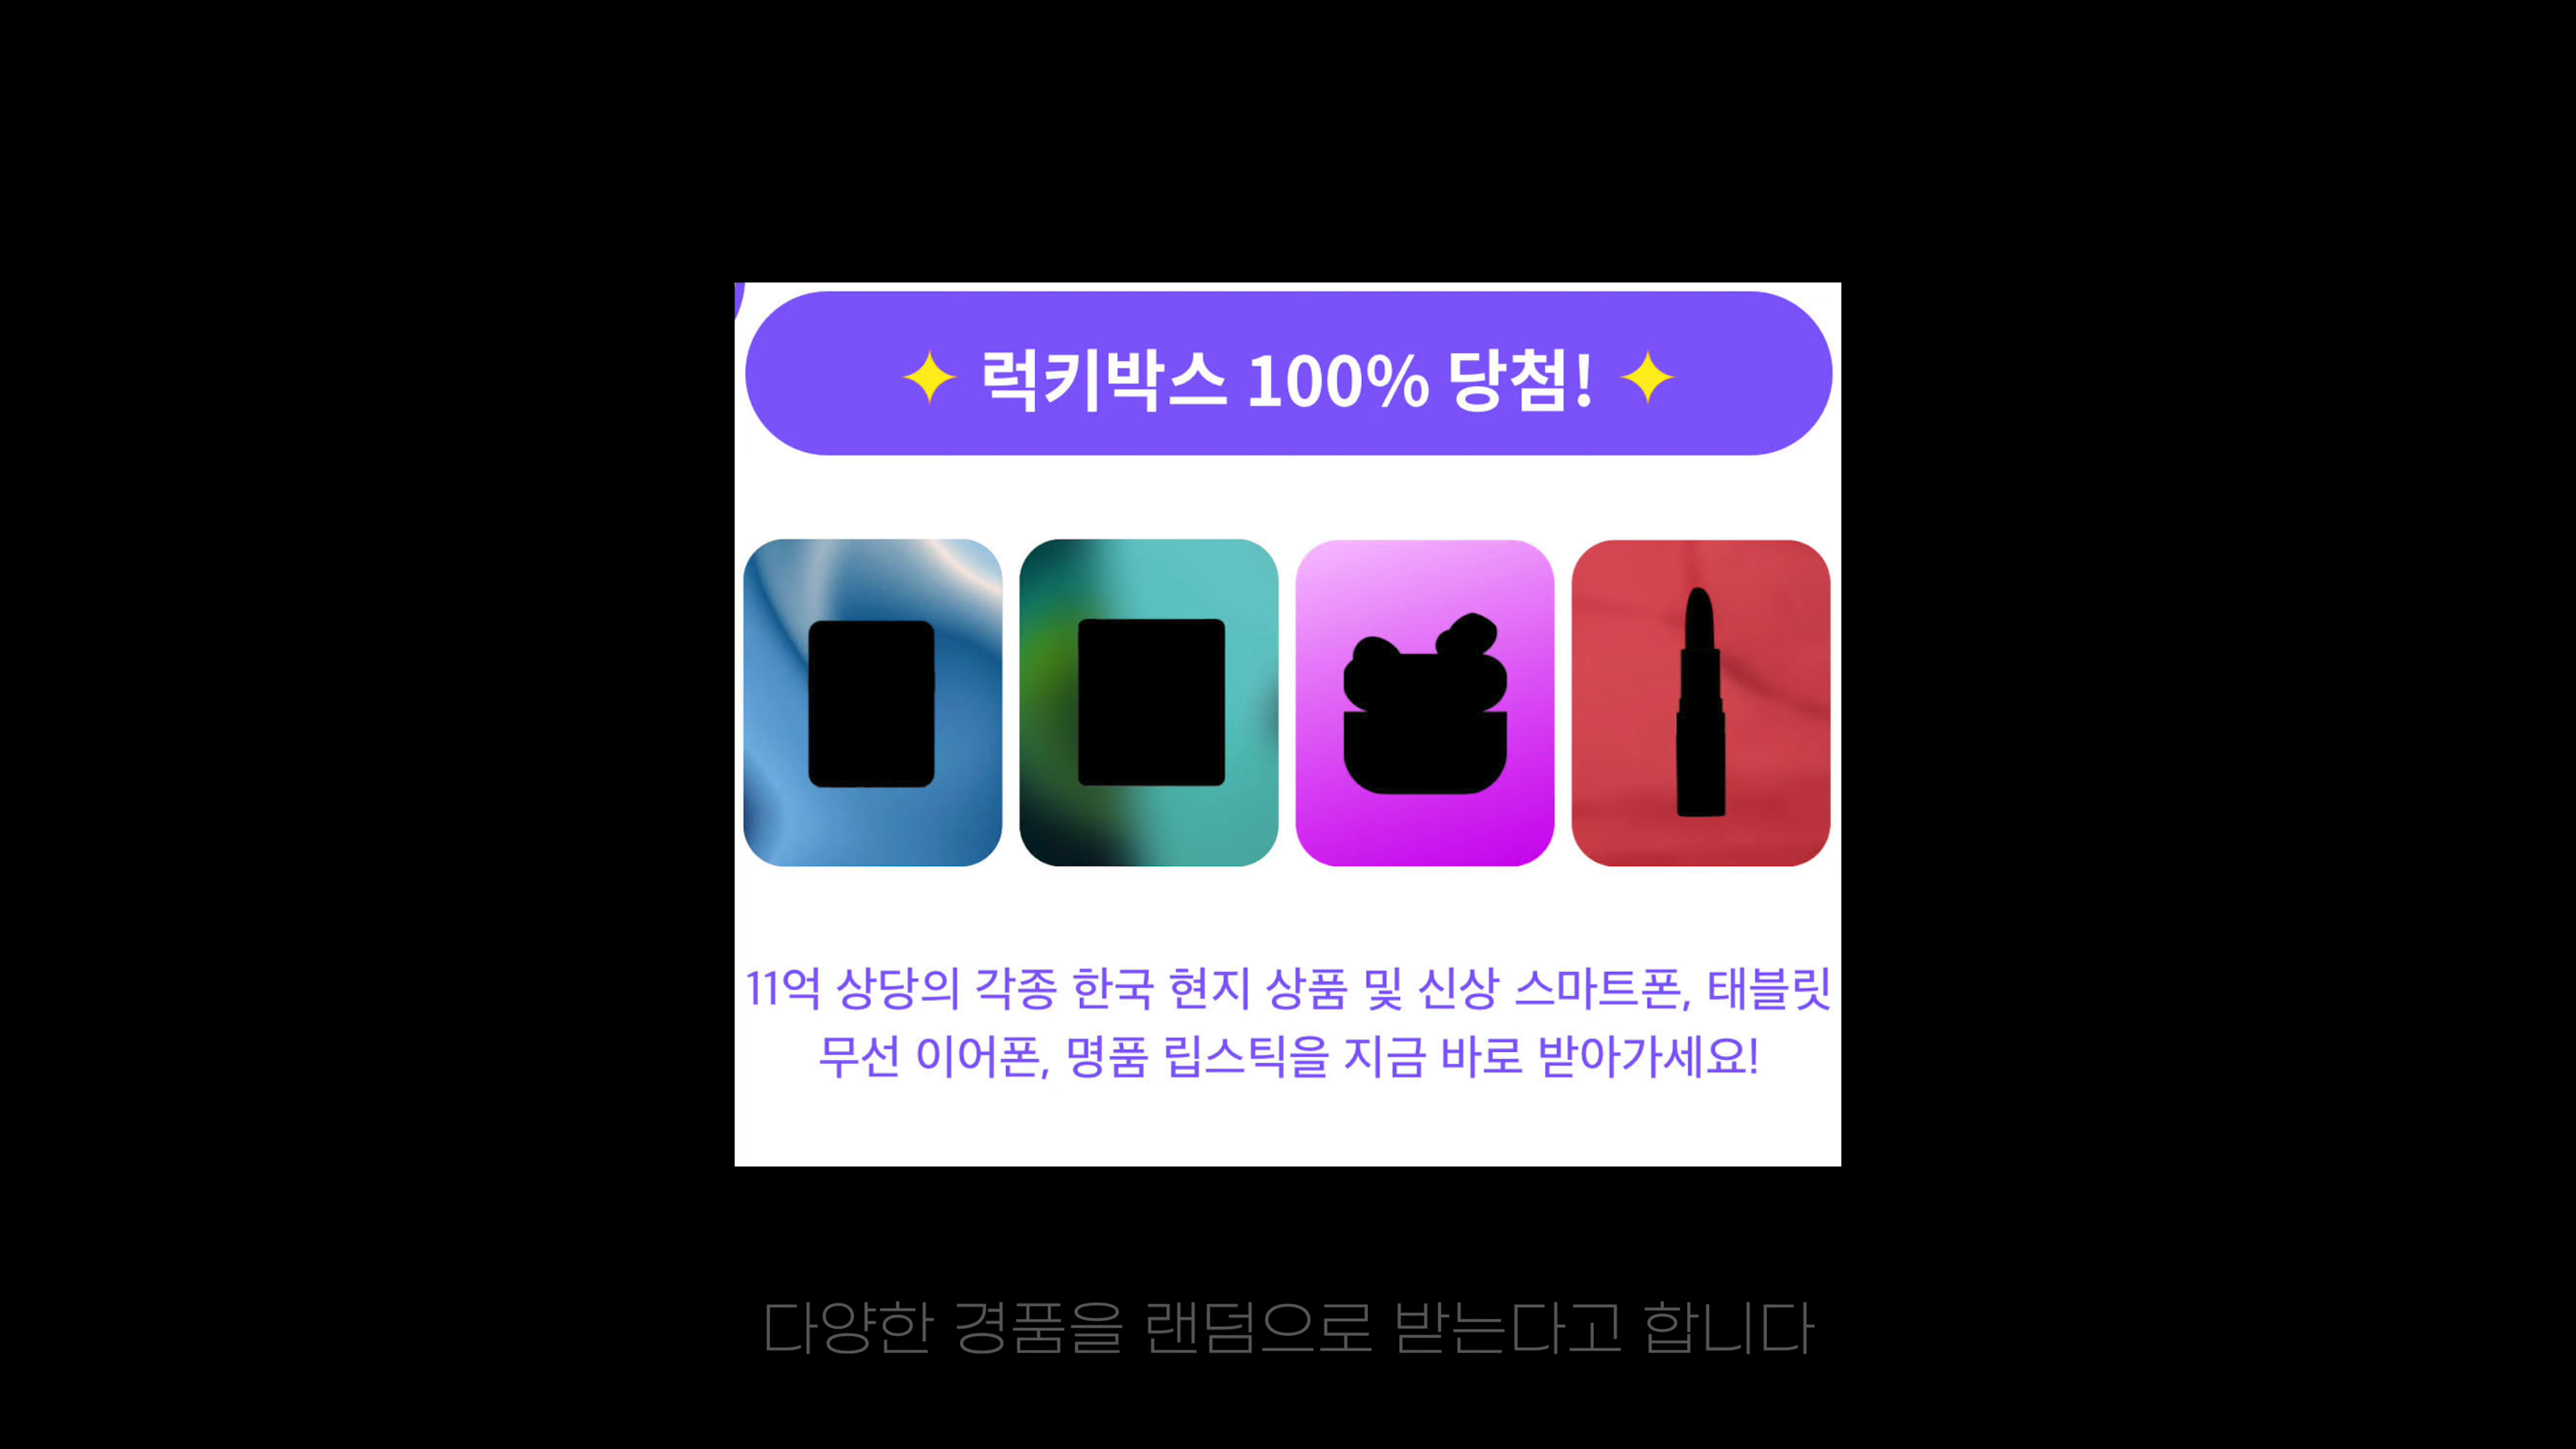 럭키박스 100% 당첨!
11억 상당의 각종 한국 현지 상품 및 신상 스마트폰, 태블릿
무선 이어폰, 명품 립스틱을 지금 바로 받아가세요!
다양한 경품을 랜덤으로 받는다고 합니다